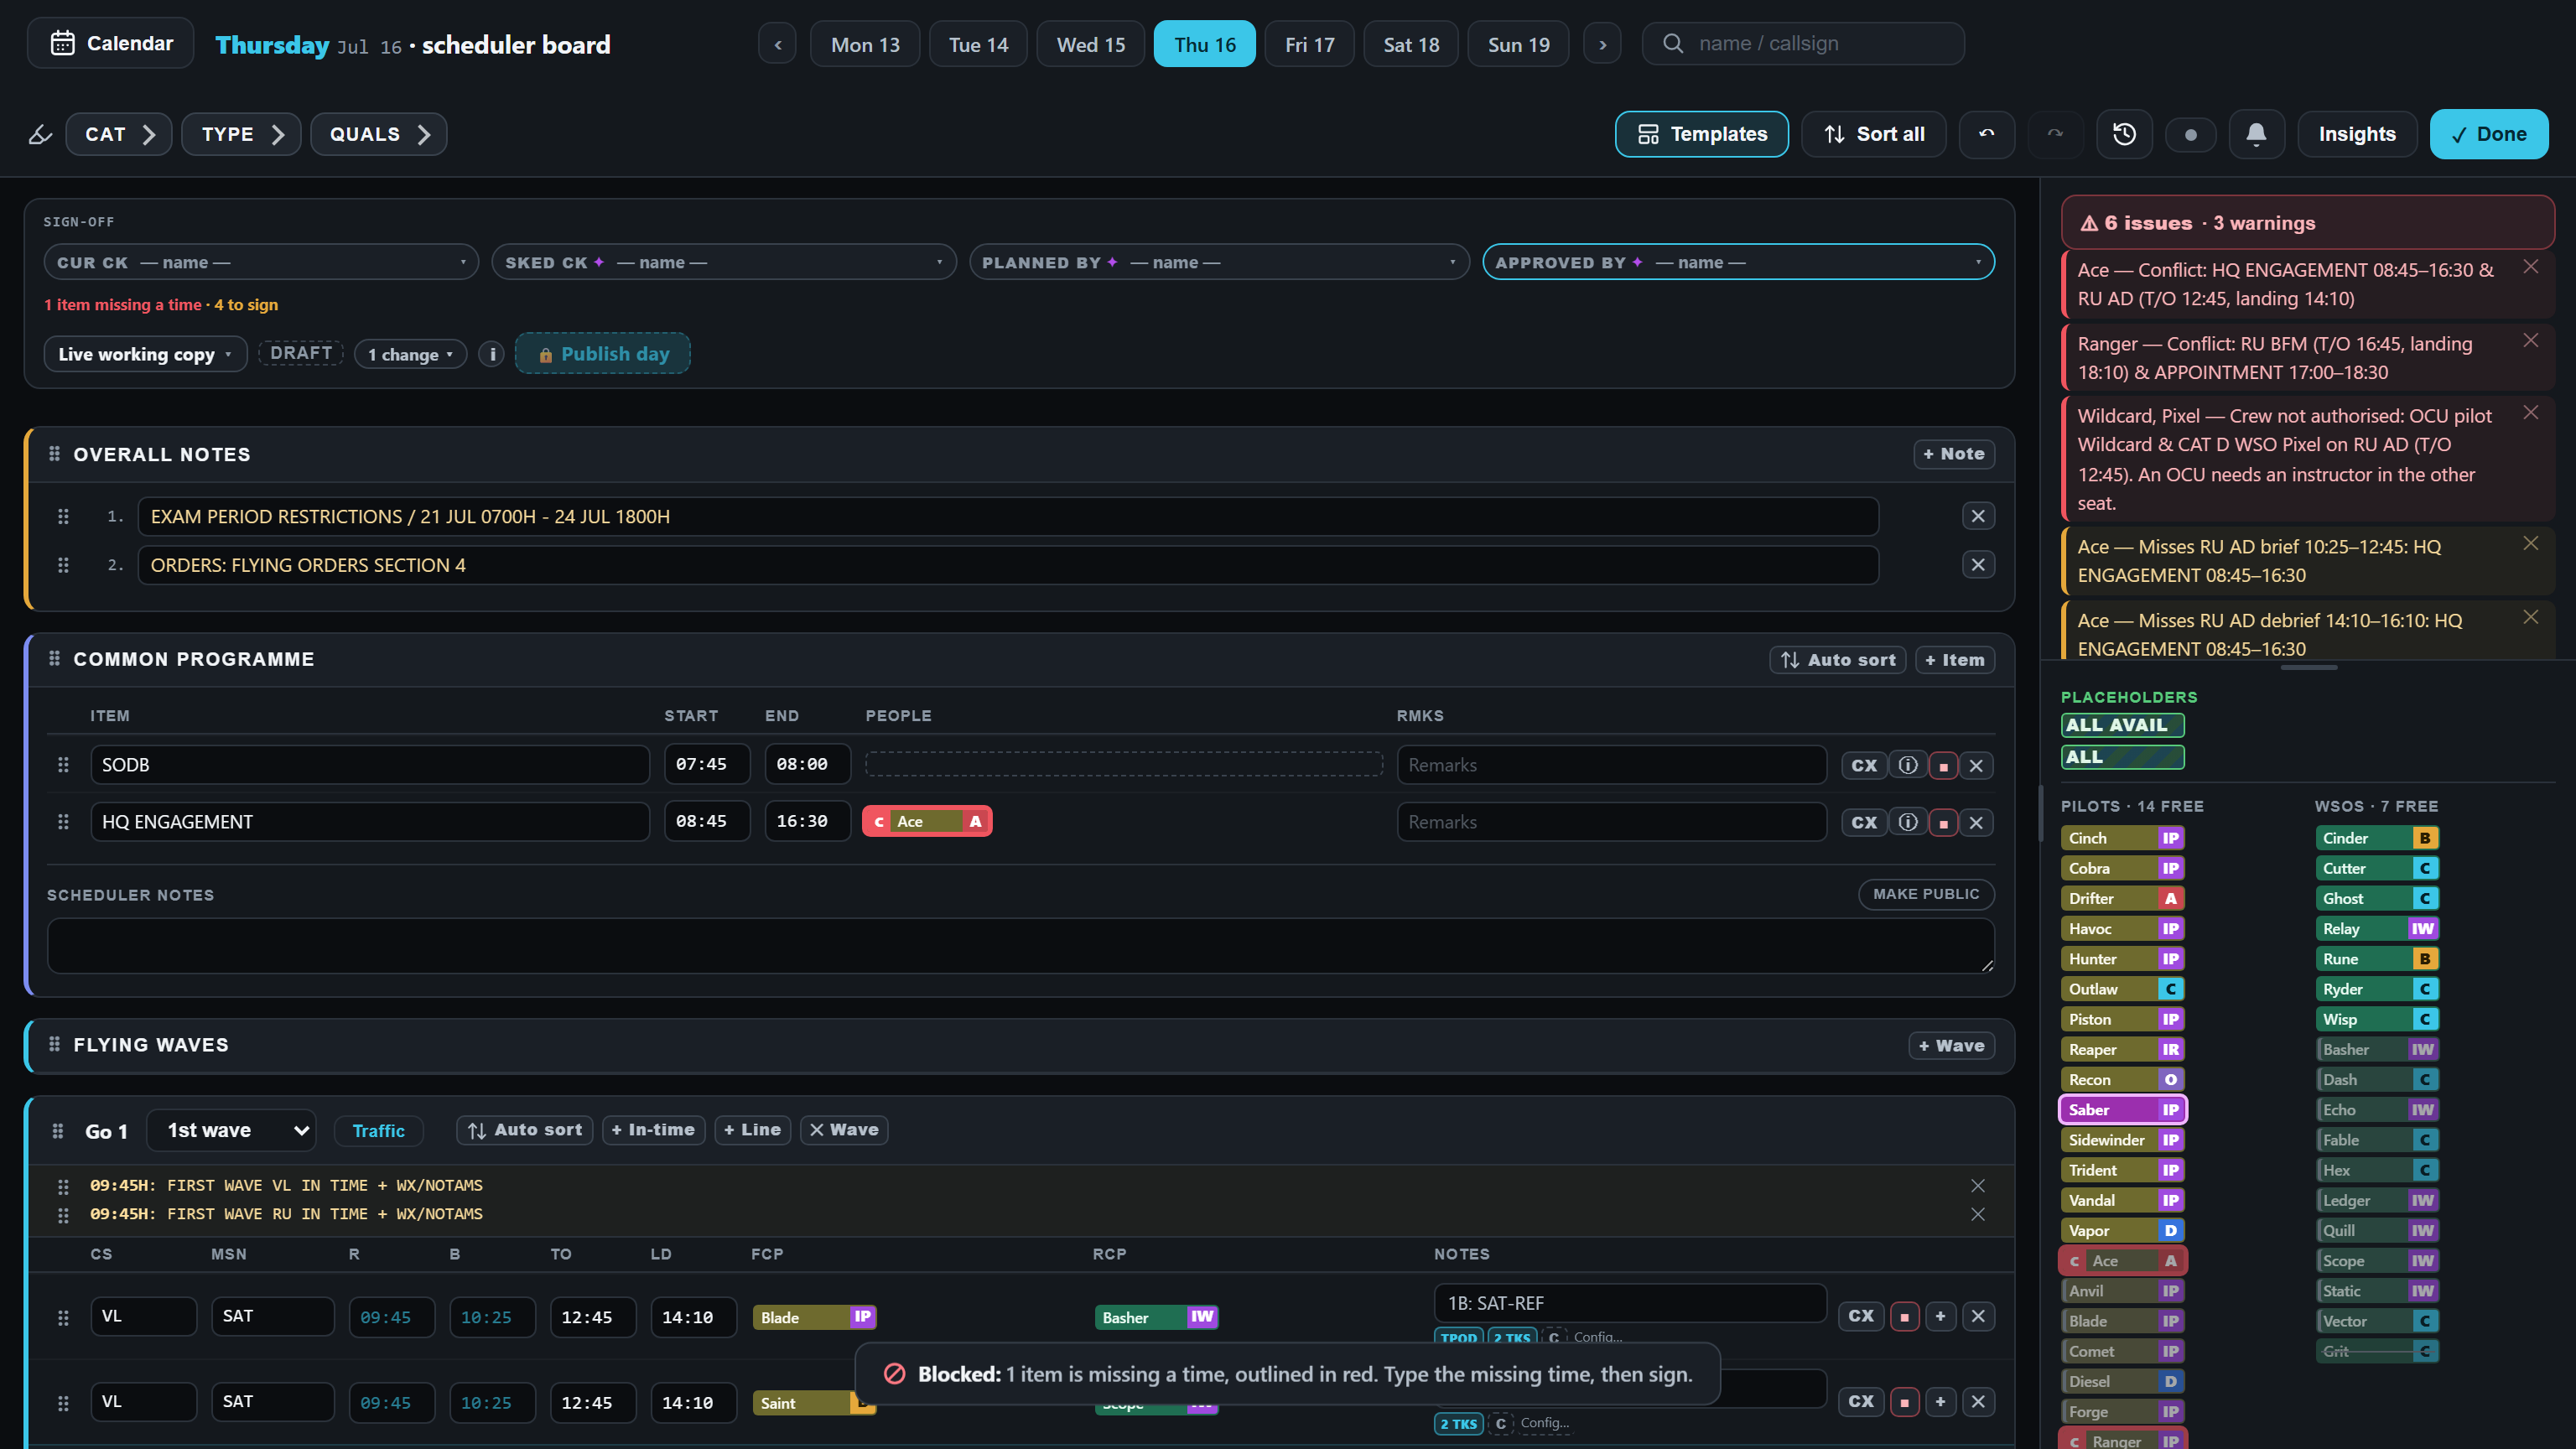 Calendar
Thursday Jul 16 · scheduler board
Mon 13
Tue 14
Wed 15
Thu 16
Fri 17
Sat 18
Sun 19
name / callsign
CAT
TYPE
QUALS
Templates
Sort all
Insights
✓ Done
SIGN-OFF
CUR CK — name —
SKED CK ✦ — name —
PLANNED BY ✦ — name —
APPROVED BY ✦ — name —
1 item missing a time · 4 to sign
Live working copy
DRAFT
1 change
i
Publish day
OVERALL NOTES
+ Note
1. EXAM PERIOD RESTRICTIONS / 21 JUL 0700H - 24 JUL 1800H
2. ORDERS: FLYING ORDERS SECTION 4
COMMON PROGRAMME
Auto sort
+ Item
ITEM START END PEOPLE RMKS
SODB 07:45 08:00 Remarks CX
HQ ENGAGEMENT 08:45 16:30 C Ace A Remarks CX
SCHEDULER NOTES
MAKE PUBLIC
FLYING WAVES
+ Wave
Go 1
1st wave
Traffic
Auto sort
+ In-time
+ Line
✕ Wave
09:45H: FIRST WAVE VL IN TIME + WX/NOTAMS
09:45H: FIRST WAVE RU IN TIME + WX/NOTAMS
CS MSN R B TO LD FCP RCP NOTES
VL SAT 09:45 10:25 12:45 14:10 Blade IP Basher IW 1B: SAT-REF CX
TPOD 2 TKS C Config...
VL SAT 09:45 10:25 12:45 14:10 Saint Scope CX
2 TKS C Config...
Blocked: 1 item is missing a time, outlined in red. Type the missing time, then sign.
⚠ 6 issues · 3 warnings
Ace — Conflict: HQ ENGAGEMENT 08:45–16:30 &
RU AD (T/O 12:45, landing 14:10)
Ranger — Conflict: RU BFM (T/O 16:45, landing
18:10) & APPOINTMENT 17:00–18:30
Wildcard, Pixel — Crew not authorised: OCU pilot
Wildcard & CAT D WSO Pixel on RU AD (T/O
12:45). An OCU needs an instructor in the other
seat.
Ace — Misses RU AD brief 10:25–12:45: HQ
ENGAGEMENT 08:45–16:30
Ace — Misses RU AD debrief 14:10–16:10: HQ
ENGAGEMENT 08:45–16:30
PLACEHOLDERS
ALL AVAIL
ALL
PILOTS · 14 FREE
Cinch IP
Cobra IP
Drifter A
Havoc IP
Hunter IP
Outlaw C
Piston IP
Reaper IR
Recon O
Saber IP
Sidewinder IP
Trident IP
Vandal IP
Vapor D
C Ace A
Anvil IP
Blade IP
Comet IP
Diesel D
Forge IP
C Ranger IP
WSOS · 7 FREE
Cinder B
Cutter C
Ghost C
Relay IW
Rune B
Ryder C
Wisp C
Basher IW
Dash C
Echo IW
Fable C
Hex C
Ledger IW
Quill IW
Scope IW
Static IW
Vector C
Grit C